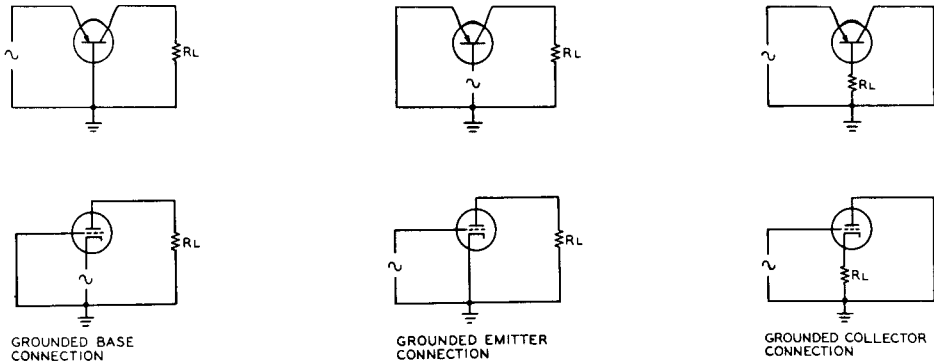 RL
RL
RL
RL
RL
RL
GROUNDED BASE
CONNECTION
GROUNDED EMITTER
CONNECTION
GROUNDED COLLECTOR
CONNECTION